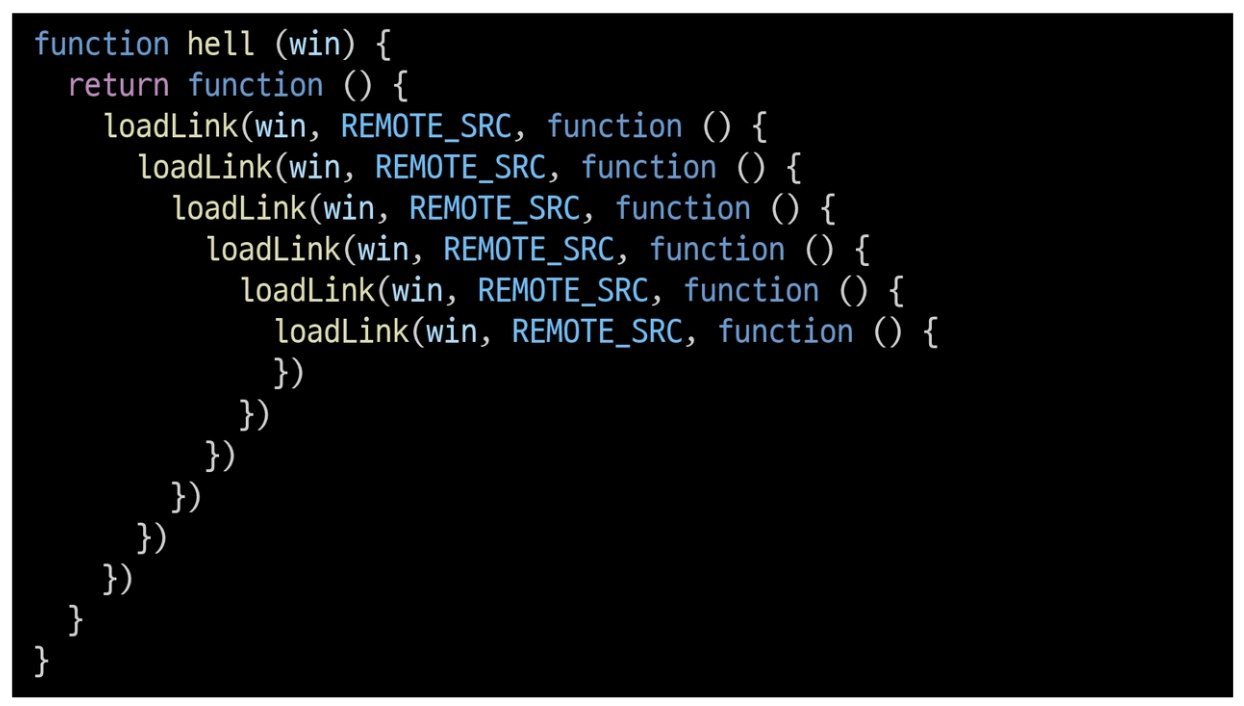 function hell (win) {
  return function () {
    loadLink(win, REMOTE_SRC, function () {
      loadLink(win, REMOTE_SRC, function () {
        loadLink(win, REMOTE_SRC, function () {
          loadLink(win, REMOTE_SRC, function () {
            loadLink(win, REMOTE_SRC, function () {
              loadLink(win, REMOTE_SRC, function () {
              })
            })
          })
        })
      })
    })
  }
}